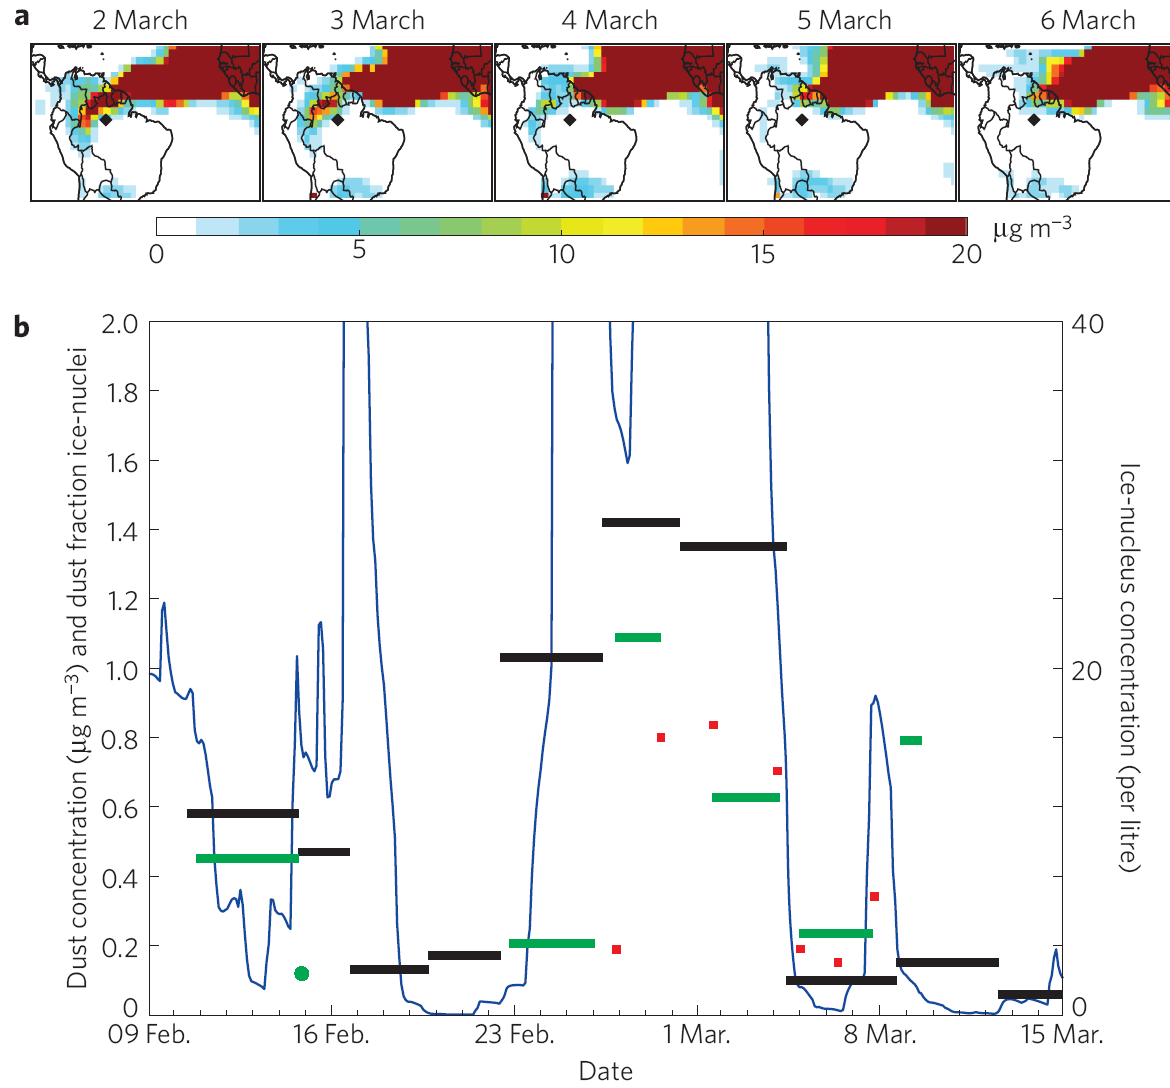 a
2 March 3 March 4 March 5 March 6 March
0 5 10 15 20 μg m−3
b
Dust concentration (μg m−3) and dust fraction ice-nuclei
2.0
1.8
1.6
1.4
1.2
1.0
0.8
0.6
0.4
0.2
0
40
20
0
Ice-nucleus concentration (per litre)
09 Feb. 16 Feb. 23 Feb. 1 Mar. 8 Mar. 15 Mar.
Date